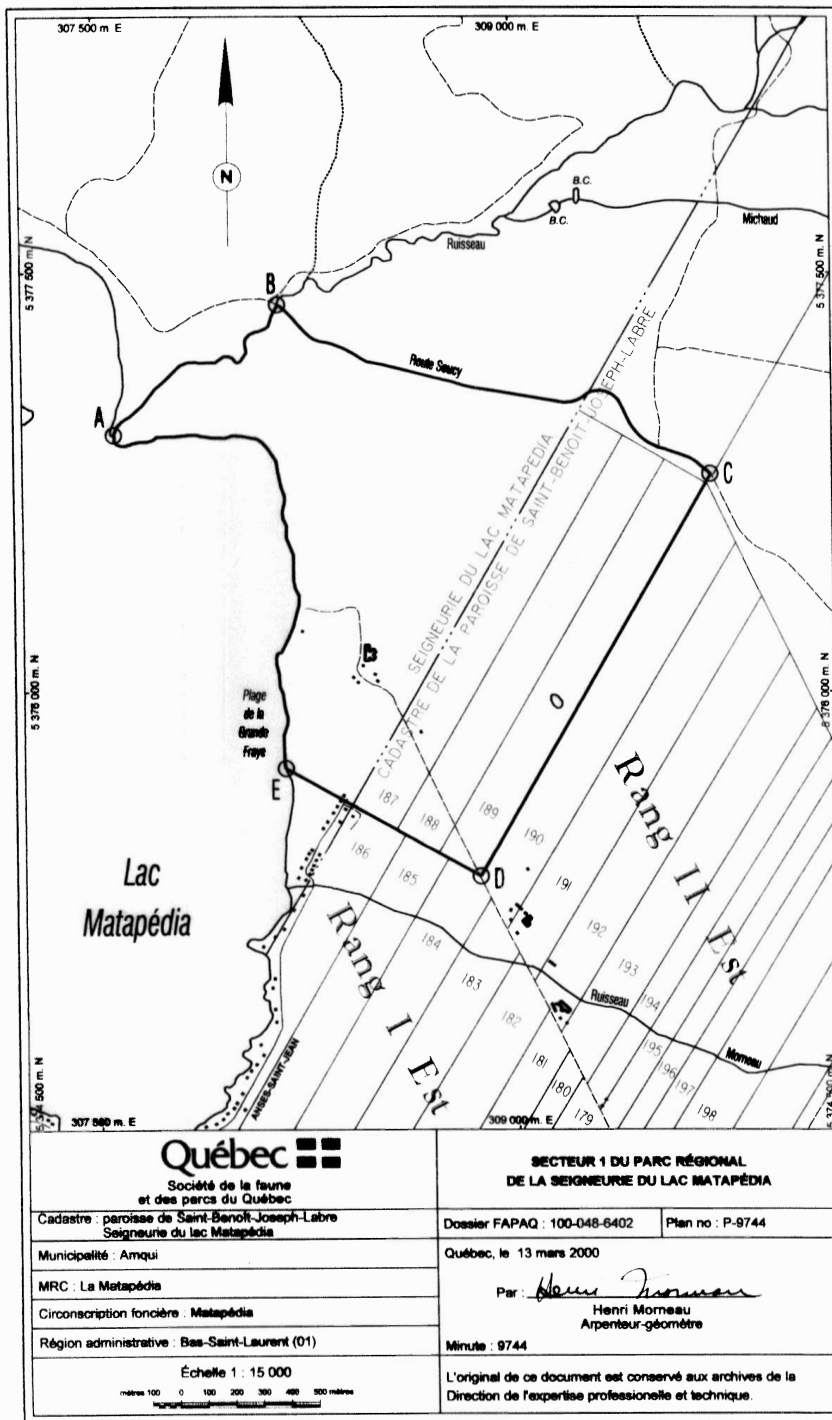 307 500 m E
309 000 m. E
N
B.C.
B.C.
Michaud
Ruisseau
5 377 500 m. N
5 377 500 m. N
B
Route Saucy
A
C
SEIGNEURIE DU LAC MATAPEDIA
CADASTRE DE LA PAROISSE DE SAINT-BENOIT-JOSEPH-LABRE
5 376 000 m. N
5 376 000 m. N
Plage
de la
Grande
Fraye
E
D
187
188
189
190
191
192
193
194
195
196
197
198
186
185
184
183
182
181
180
179
Rang II Est
Rang I Est
Lac
Matapédia
Ruisseau
Morneau
ANSES-SAINT-JEAN
5 374 500 m. N
5 374 500 m. N
307 500 m. E
309 000 m. E
Québec
Société de la faune
et des parcs du Québec
SECTEUR 1 DU PARC RÉGIONAL
DE LA SEIGNEURIE DU LAC MATAPÉDIA
Cadastre : paroisse de Saint-Benoît-Joseph-Labre
Seigneurie du lac Matapédia
Dossier FAPAQ : 100-048-6402
Plan no : P-9744
Municipalité : Amqui
MRC : La Matapédia
Circonscription foncière : Matapédia
Région administrative : Bas-Saint-Laurent (01)
Québec, le 13 mars 2000
Par : Henri Morneau
Henri Morneau
Arpenteur-géomètre
Minute : 9744
Échelle 1 : 15 000
mètres 100 0 100 200 300 400 500 mètres
L'original de ce document est conservé aux archives de la
Direction de l'expertise professionelle et technique.